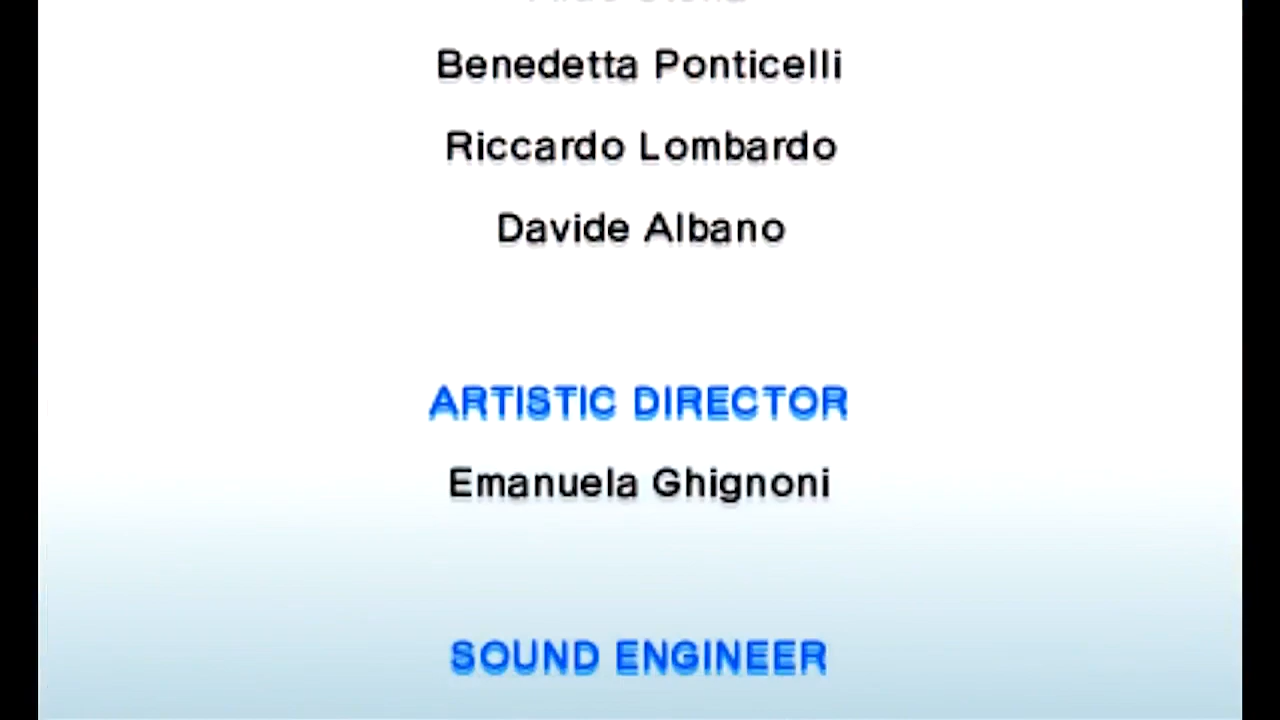 Benedetta Ponticelli
Riccardo Lombardo
Davide Albano
ARTISTIC DIRECTOR
Emanuela Ghignoni
SOUND ENGINEER